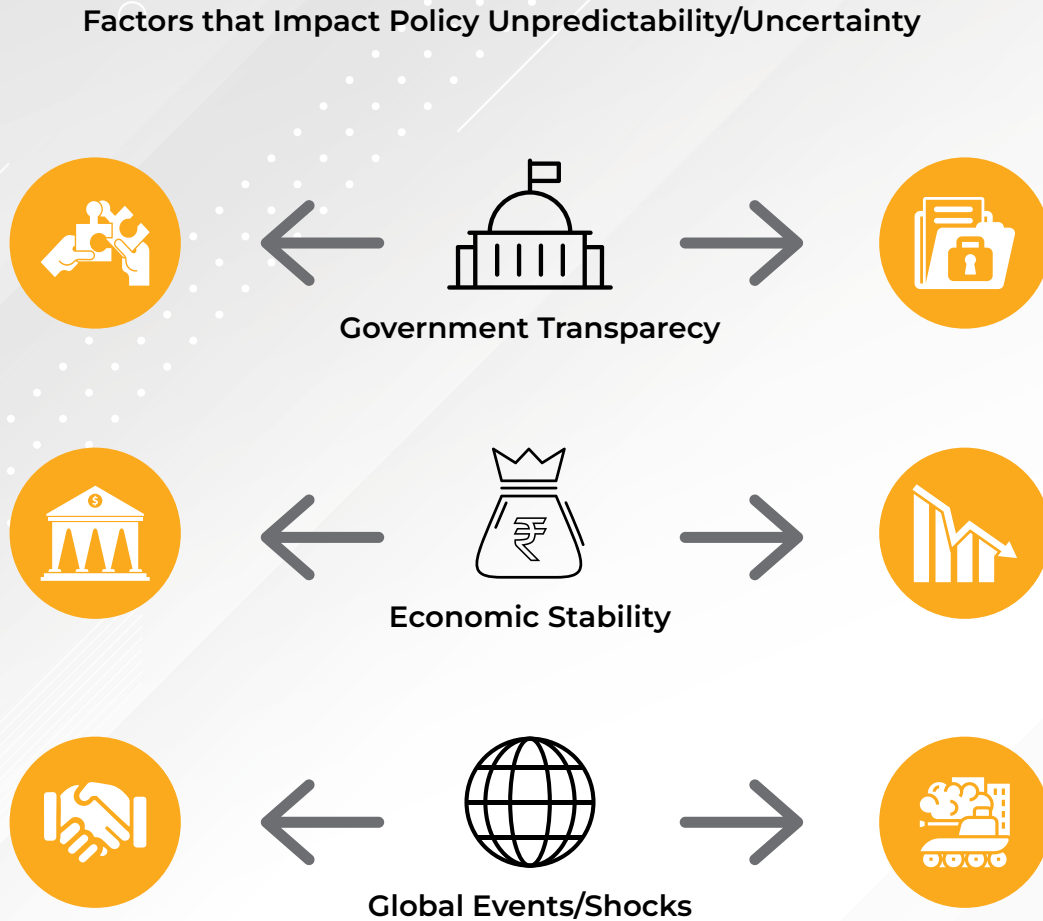 Factors that Impact Policy Unpredictability/Uncertainty
Government Transparecy
$
₹
Economic Stability
Global Events/Shocks